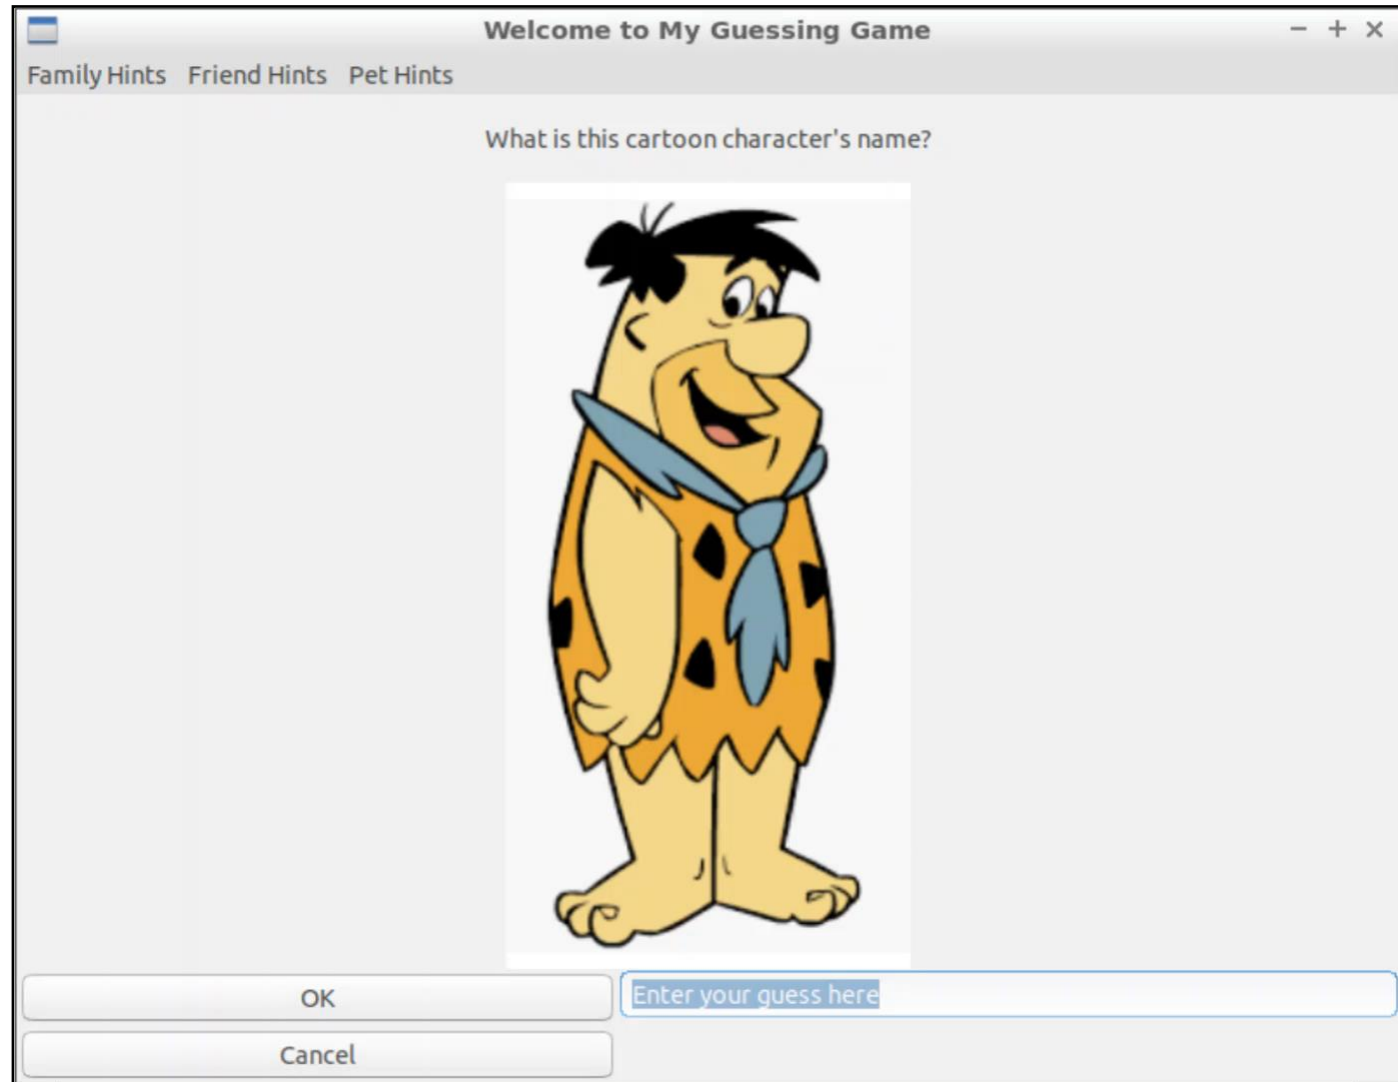 Welcome to My Guessing Game
Family Hints Friend Hints Pet Hints
What is this cartoon character's name?
OK
Enter your guess here
Cancel